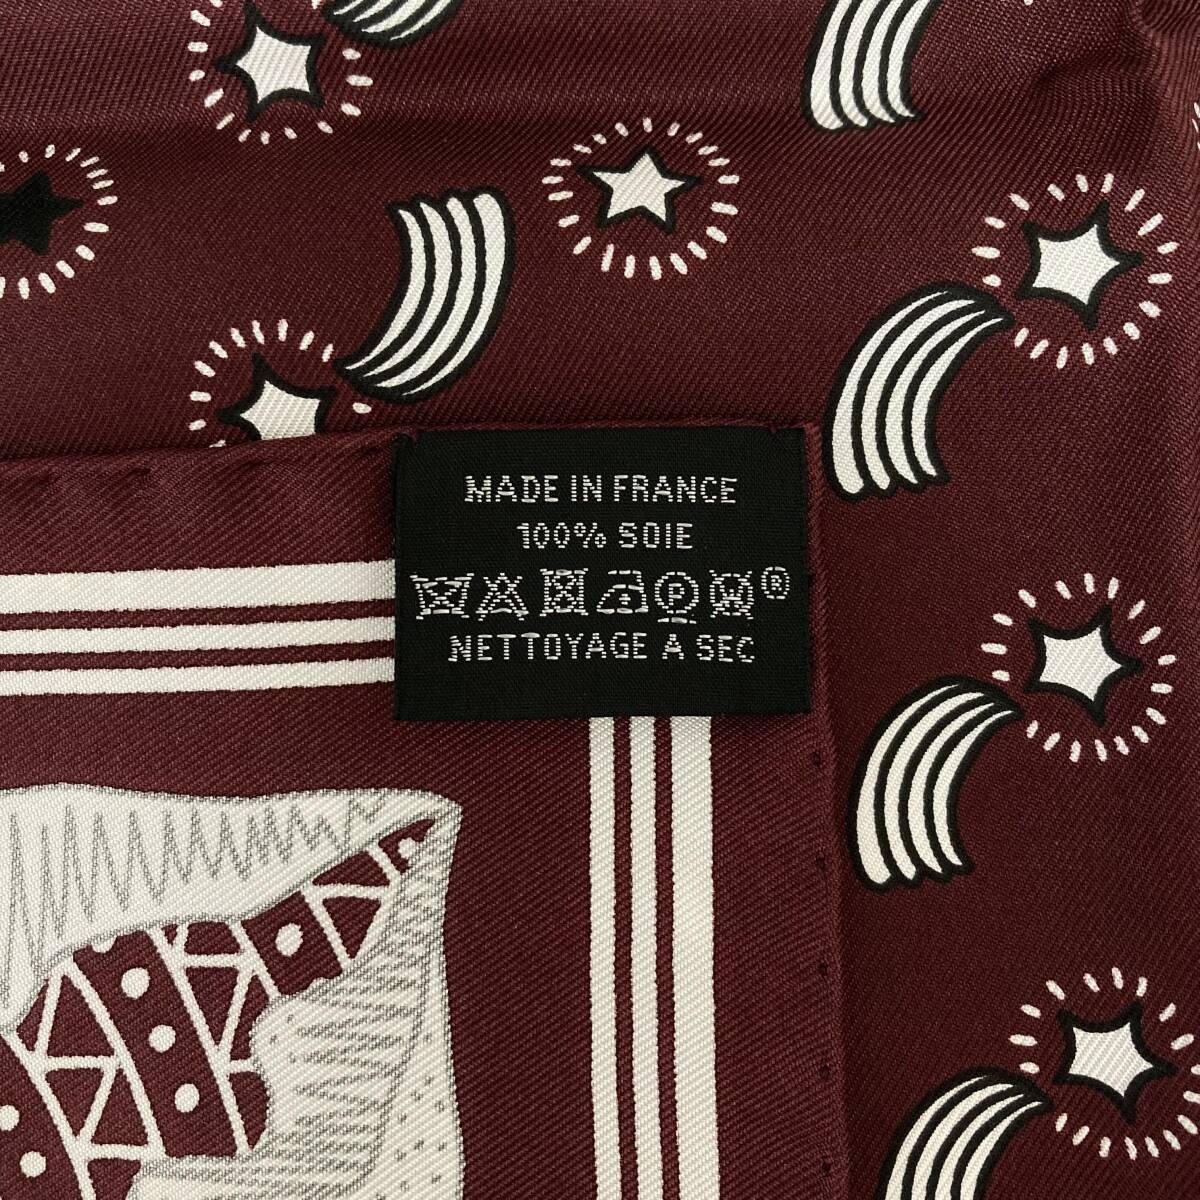 MADE IN FRANCE
100% SOIE
P ®
NETTOYAGE A SEC